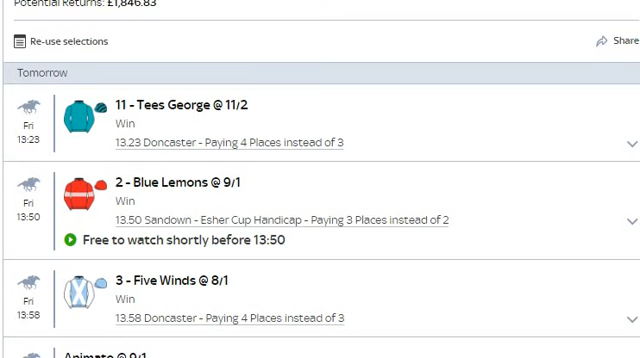 Potential Returns: £1,846.83
Re-use selections
Share
Tomorrow
11 - Tees George @ 11/2
Fri
13:23
Win
13.23 Doncaster - Paying 4 Places instead of 3
2 - Blue Lemons @ 9/1
Fri
13:50
Win
13.50 Sandown - Esher Cup Handicap - Paying 3 Places instead of 2
Free to watch shortly before 13:50
3 - Five Winds @ 8/1
Fri
13:58
Win
13.58 Doncaster - Paying 4 Places instead of 3
Animate @ 9/1